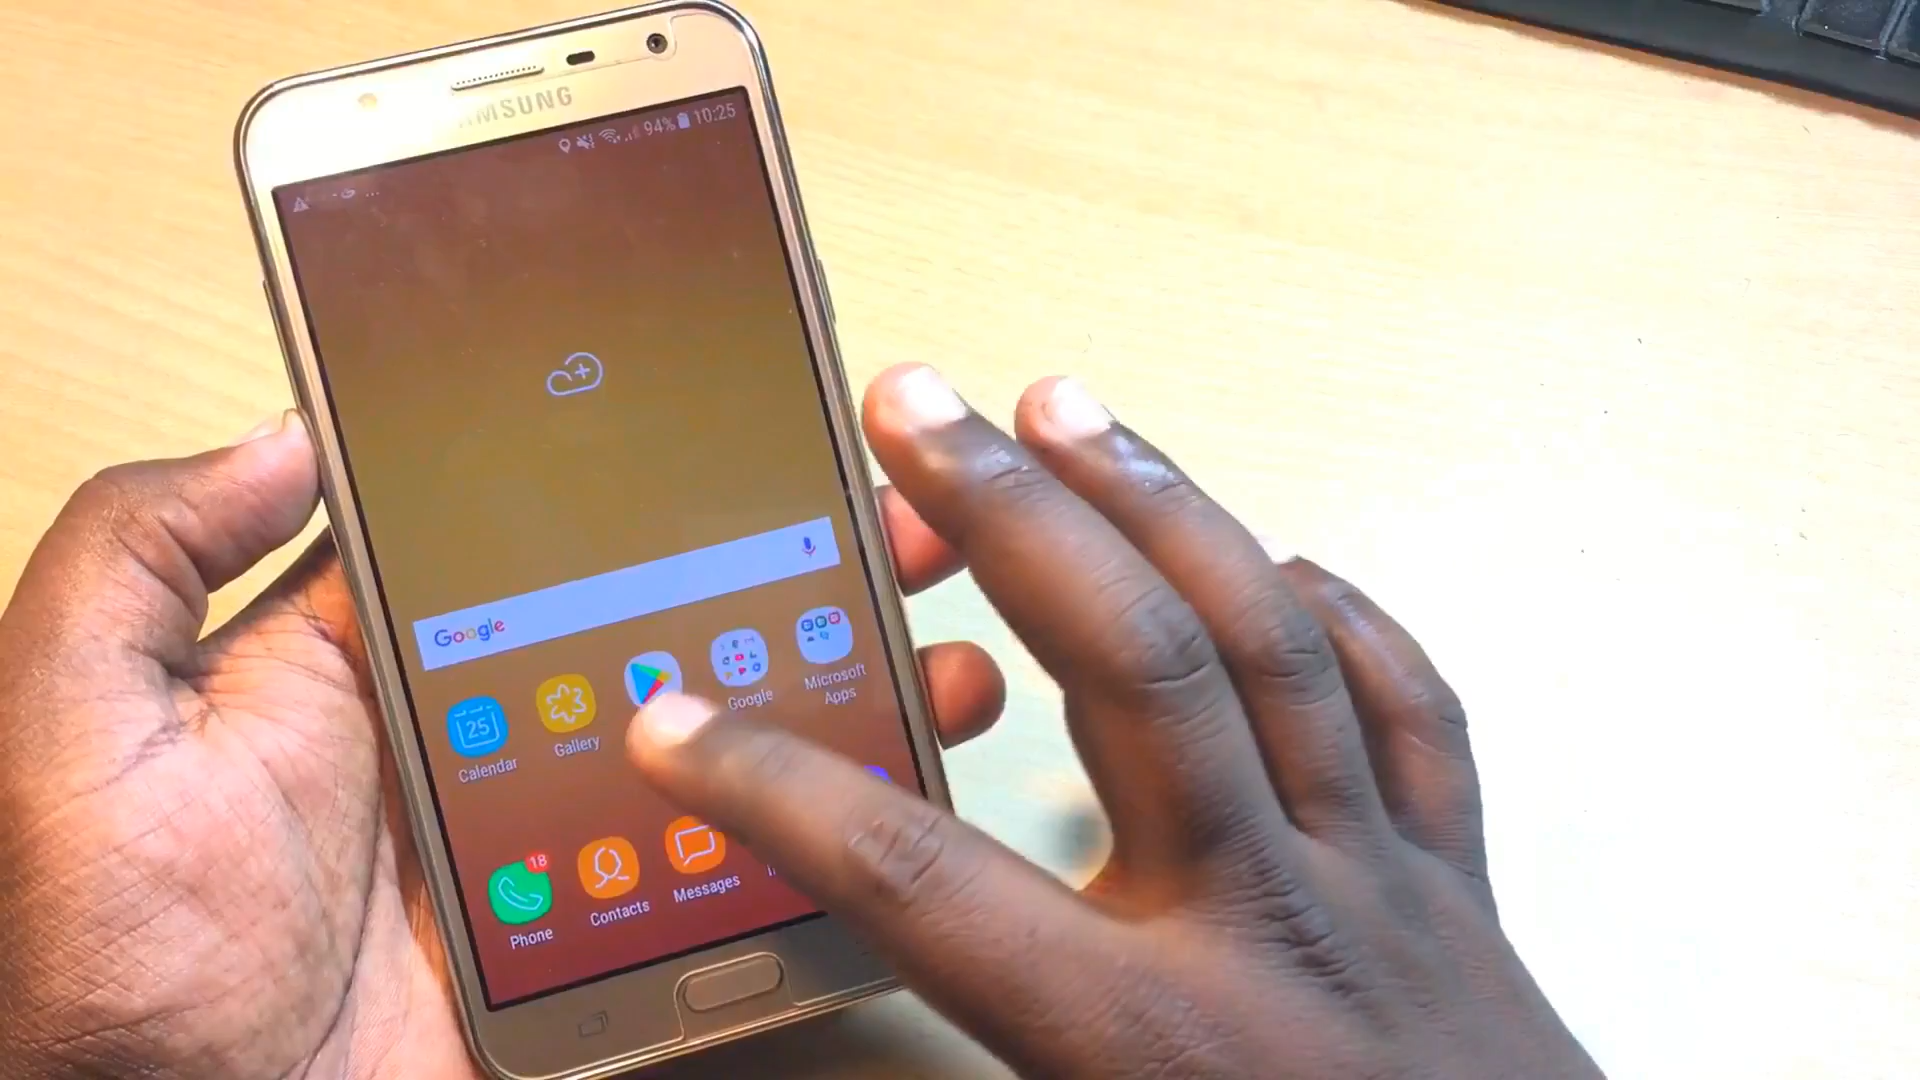 SAMSUNG
94% 10:25
Google
25
Calendar
Gallery
Google
Microsoft
Apps
18
Phone
Contacts
Messages